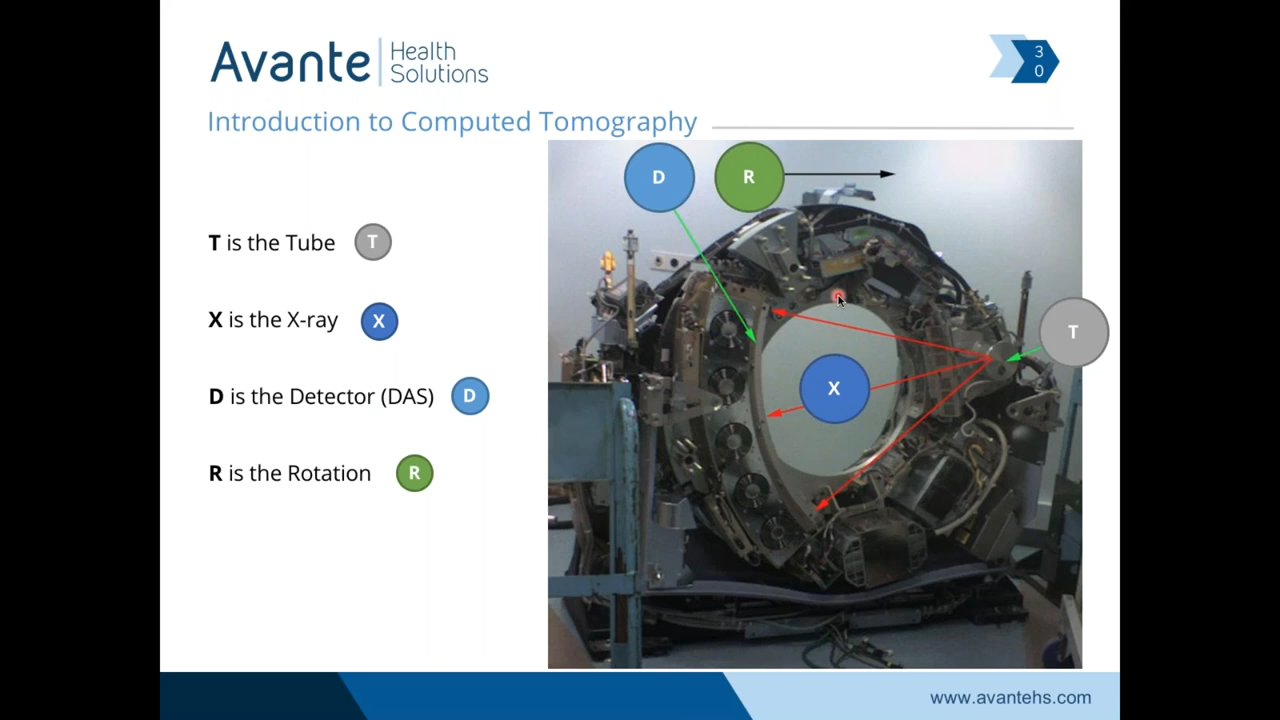 Avante Health
Solutions
3
0
Introduction to Computed Tomography
D R
T is the Tube T
X is the X-ray X
T
X
D is the Detector (DAS) D
R is the Rotation R
www.avantehs.com